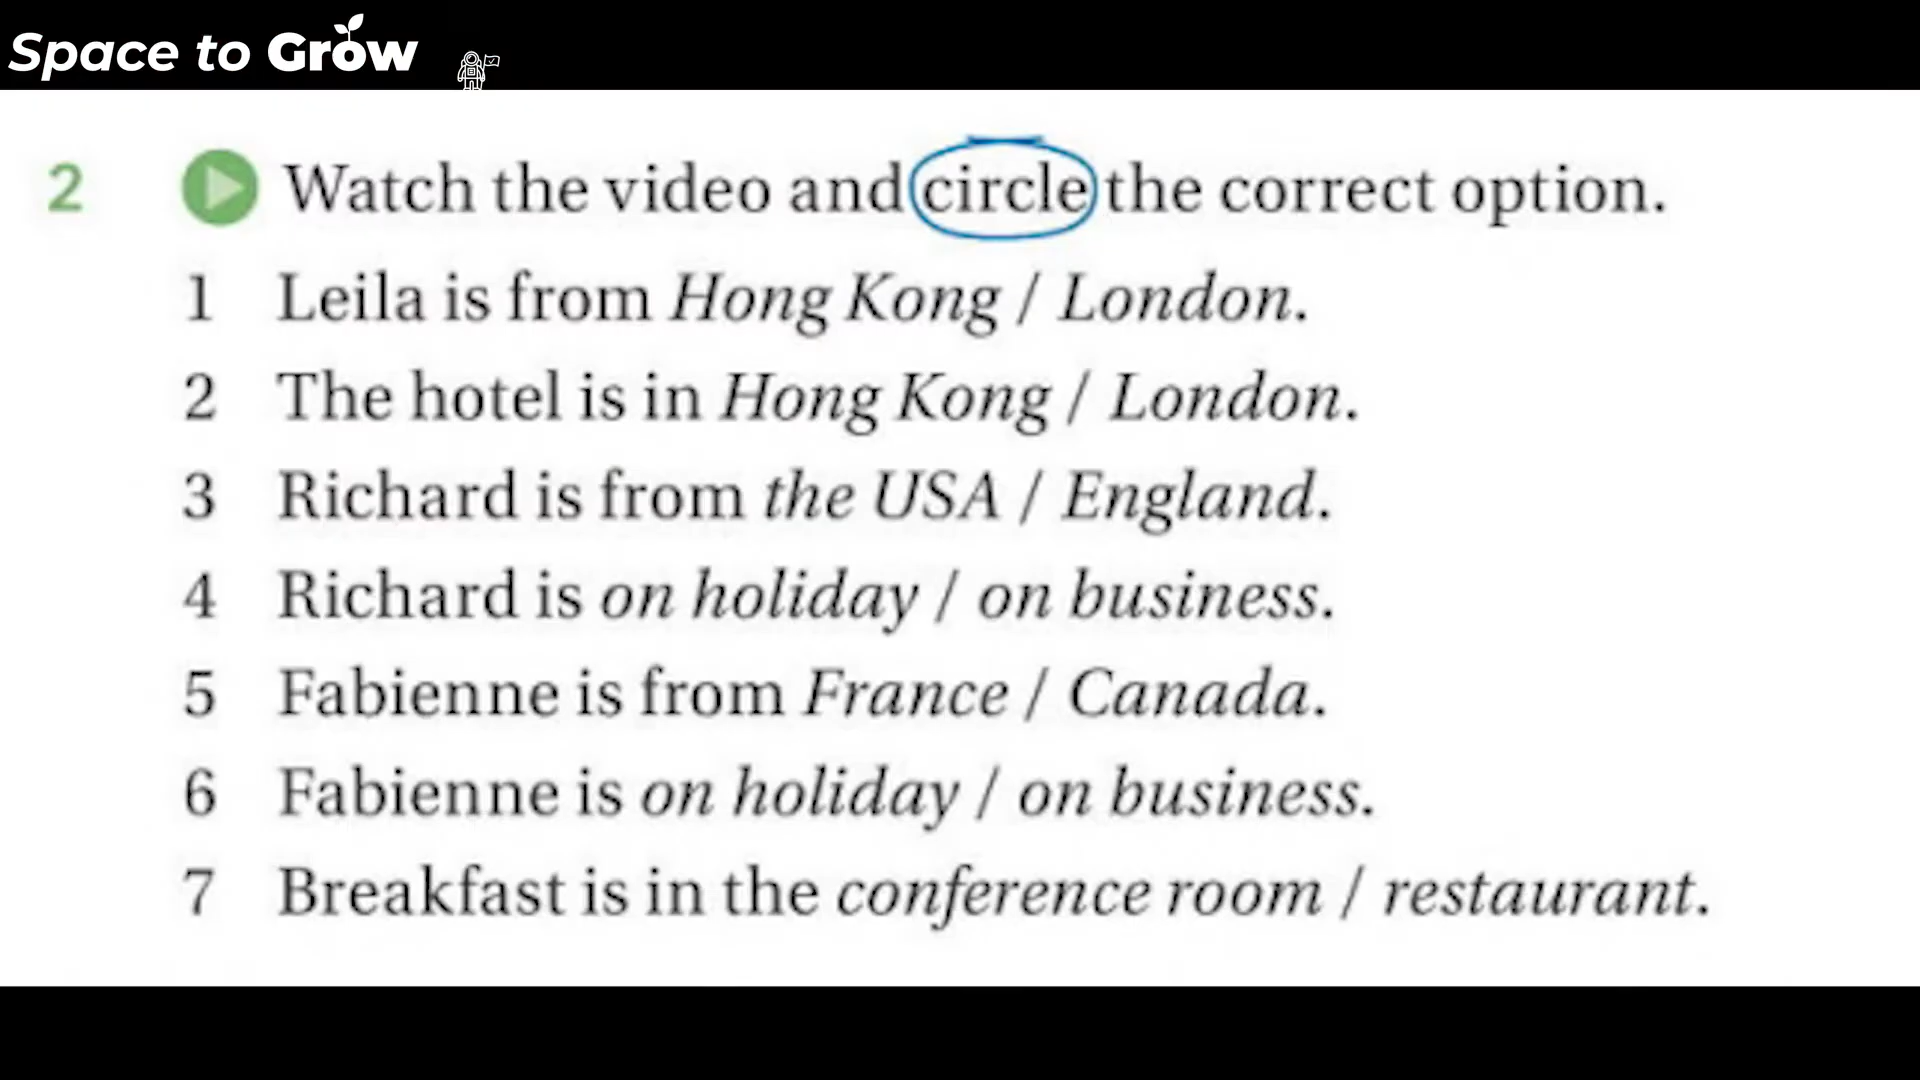 Space to Grow
2 Watch the video and circle the correct option.
1 Leila is from Hong Kong / London.
2 The hotel is in Hong Kong / London.
3 Richard is from the USA / England.
4 Richard is on holiday / on business.
5 Fabienne is from France / Canada.
6 Fabienne is on holiday / on business.
7 Breakfast is in the conference room / restaurant.